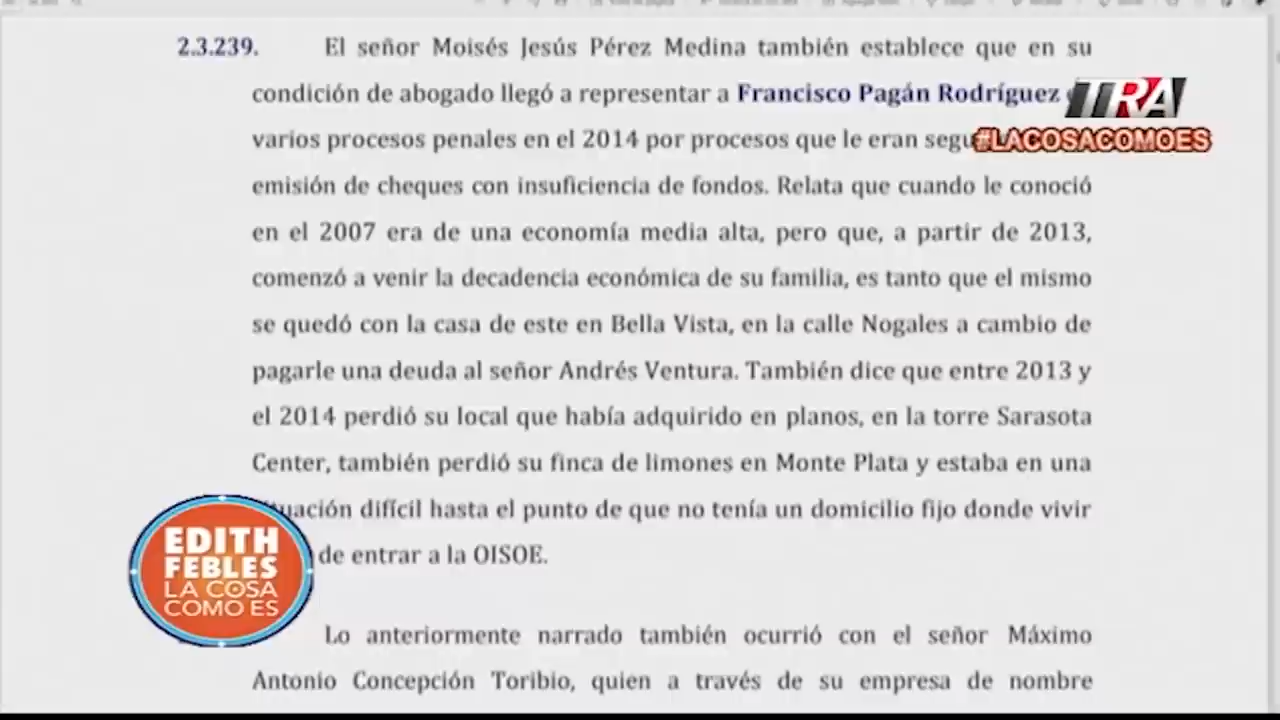 2.3.239. El señor Moisés Jesús Pérez Medina también establece que en su
condición de abogado llegó a representar a Francisco Pagán Rodríguez
varios procesos penales en el 2014 por procesos que le eran
emisión de cheques con insuficiencia de fondos. Relata que cuando le conoció
en el 2007 era de una economía media alta, pero que, a partir de 2013,
comenzó a venir la decadencia económica de su familia, es tanto que el mismo
se quedó con la casa de este en Bella Vista, en la calle Nogales a cambio de
pagarle una deuda al señor Andrés Ventura. También dice que entre 2013 y
el 2014 perdió su local que había adquirido en planos, en la torre Sarasota
Center, también perdió su finca de limones en Monte Plata y estaba en una
difícil hasta el punto de que no tenía un domicilio fijo donde vivir
de entrar a la OISOE.
Lo anteriormente narrado también ocurrió con el señor Máximo
Antonio Concepción Toribio, quien a través de su empresa de nombre
TRA
#LACOSACOMOES
EDITH
FEBLES
LA COSA
COMO ES